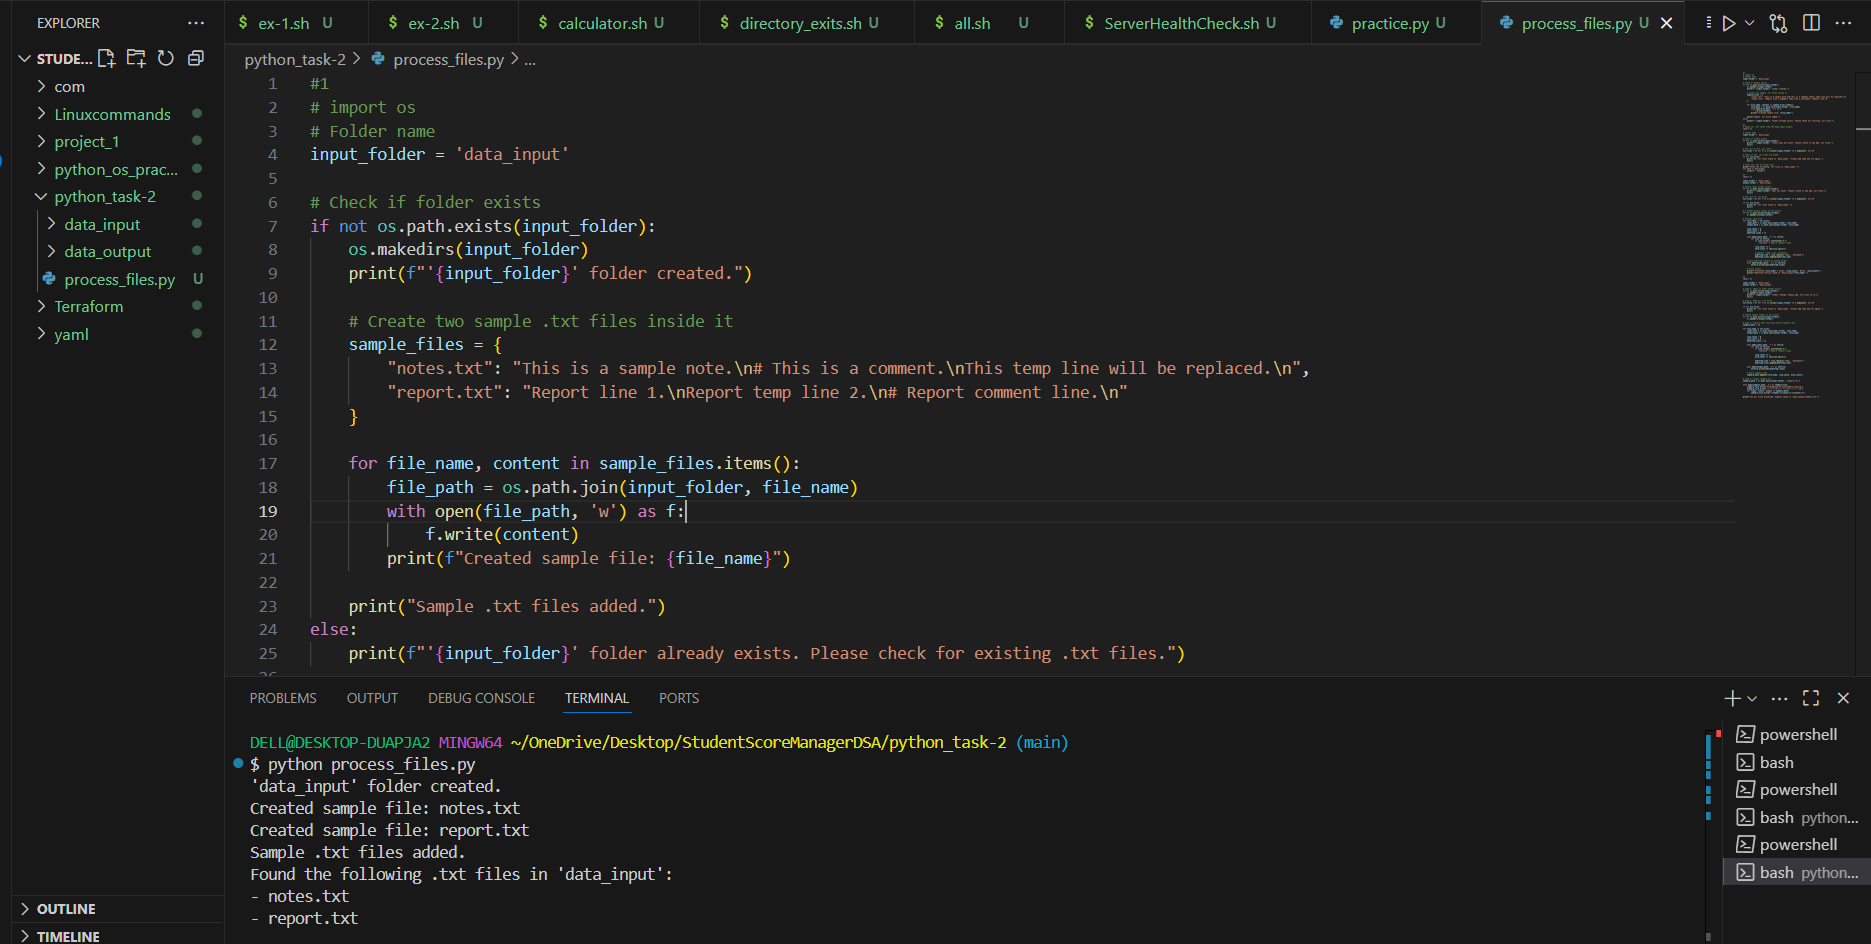 EXPLORER
ex-1.sh U
ex-2.sh U
calculator.sh U
directory_exits.sh U
all.sh U
ServerHealthCheck.sh U
practice.py U
process_files.py U
STUDE...
com
Linuxcommands
project_1
python_os_prac...
python_task-2
data_input
data_output
process_files.py U
Terraform
yaml
OUTLINE
TIMELINE
python_task-2 > process_files.py > ...
1 #1
2 # import os
3 # Folder name
4 input_folder = 'data_input'
5
6 # Check if folder exists
7 if not os.path.exists(input_folder):
8 os.makedirs(input_folder)
9 print(f"'{input_folder}' folder created.")
10
11 # Create two sample .txt files inside it
12 sample_files = {
13 "notes.txt": "This is a sample note.\n# This is a comment.\nThis temp line will be replaced.\n",
14 "report.txt": "Report line 1.\nReport temp line 2.\n# Report comment line.\n"
15 }
16
17 for file_name, content in sample_files.items():
18 file_path = os.path.join(input_folder, file_name)
19 with open(file_path, 'w') as f:
20 f.write(content)
21 print(f"Created sample file: {file_name}")
22
23 print("Sample .txt files added.")
24 else:
25 print(f"'{input_folder}' folder already exists. Please check for existing .txt files.")
PROBLEMS OUTPUT DEBUG CONSOLE TERMINAL PORTS
DELL@DESKTOP-DUAPJA2 MINGW64 ~/OneDrive/Desktop/StudentScoreManagerDSA/python_task-2 (main)
$ python process_files.py
'data_input' folder created.
Created sample file: notes.txt
Created sample file: report.txt
Sample .txt files added.
Found the following .txt files in 'data_input':
- notes.txt
- report.txt
powershell
bash
powershell
bash python...
powershell
bash python...